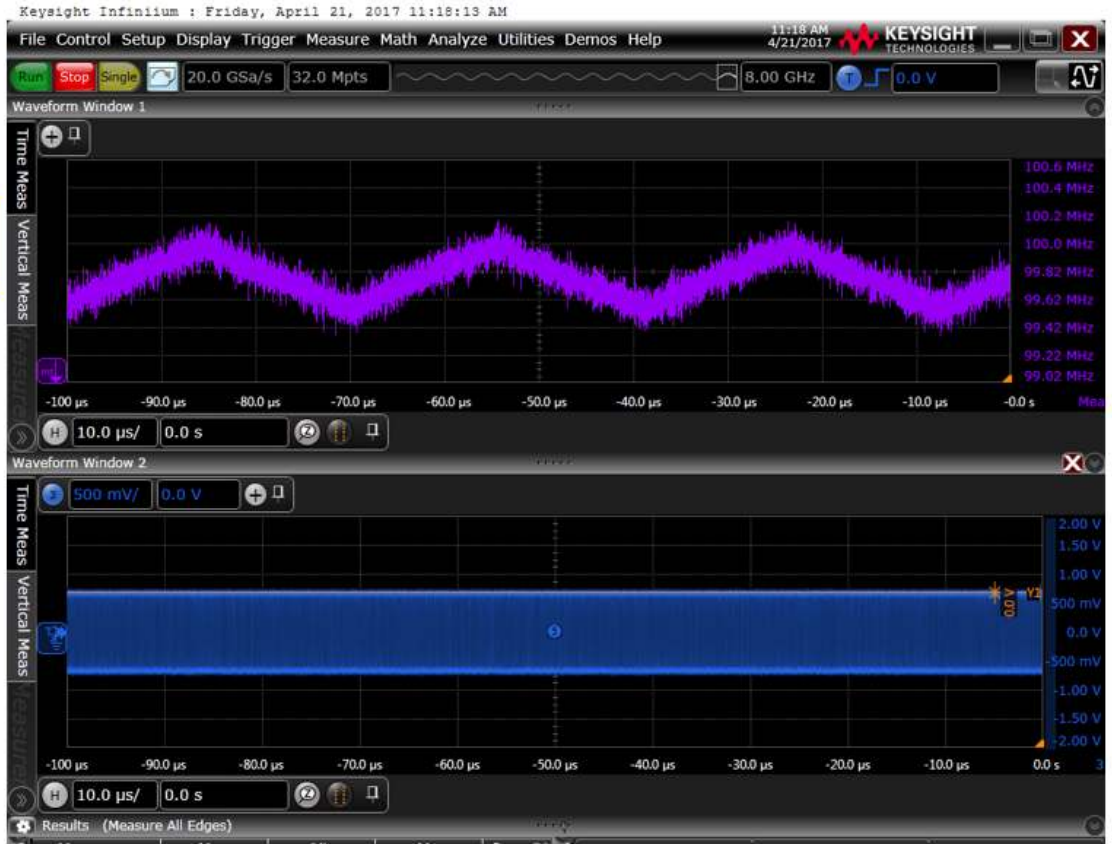 Keysight Infiniium : Friday, April 21, 2017 11:18:13 AM
File Control Setup Display Trigger Measure Math Analyze Utilities Demos Help
11:18 AM
4/21/2017
KEYSIGHT
TECHNOLOGIES
Run Stop Single 20.0 GSa/s 32.0 Mpts 8.00 GHz T 0.0 V
Waveform Window 1
Time Meas
Vertical Meas
100.6 MHz
100.4 MHz
100.2 MHz
100.0 MHz
99.82 MHz
99.62 MHz
99.42 MHz
99.22 MHz
99.02 MHz
-100 µs -90.0 µs -80.0 µs -70.0 µs -60.0 µs -50.0 µs -40.0 µs -30.0 µs -20.0 µs -10.0 µs -0.0 s Mea
H 10.0 µs/ 0.0 s
Waveform Window 2
Time Meas
Vertical Meas
3 500 mV/ 0.0 V
2.00 V
1.50 V
1.00 V
500 mV
0.0 V
-500 mV
-1.00 V
-1.50 V
-2.00 V
0.0 V
Y1
3
-100 µs -90.0 µs -80.0 µs -70.0 µs -60.0 µs -50.0 µs -40.0 µs -30.0 µs -20.0 µs -10.0 µs 0.0 s 3
H 10.0 µs/ 0.0 s
Results (Measure All Edges)